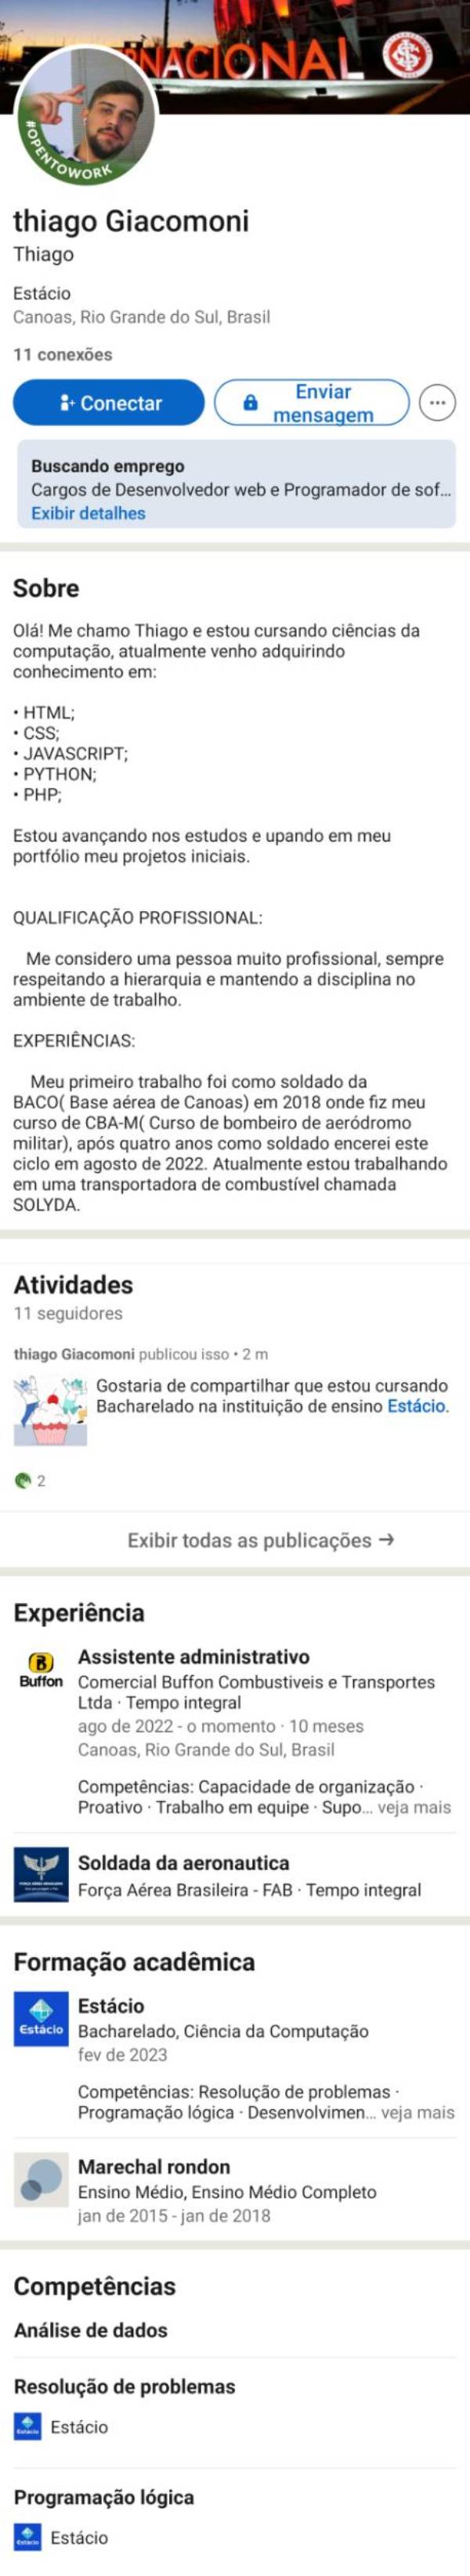 RNACIONAL
#OPENTOWORK
thiago Giacomoni
Thiago
Estácio
Canoas, Rio Grande do Sul, Brasil
11 conexões
Conectar
Enviar
mensagem
Buscando emprego
Cargos de Desenvolvedor web e Programador de sof...
Exibir detalhes
Sobre
Olá! Me chamo Thiago e estou cursando ciências da
computação, atualmente venho adquirindo
conhecimento em:
• HTML;
• CSS;
• JAVASCRIPT;
• PYTHON;
• PHP;
Estou avançando nos estudos e upando em meu
portfólio meu projetos iniciais.
QUALIFICAÇÃO PROFISSIONAL:
Me considero uma pessoa muito profissional, sempre
respeitando a hierarquia e mantendo a disciplina no
ambiente de trabalho.
EXPERIÊNCIAS:
Meu primeiro trabalho foi como soldado da
BACO( Base aérea de Canoas) em 2018 onde fiz meu
curso de CBA-M( Curso de bombeiro de aeródromo
militar), após quatro anos como soldado encerei este
ciclo em agosto de 2022. Atualmente estou trabalhando
em uma transportadora de combustível chamada
SOLYDA.
Atividades
11 seguidores
thiago Giacomoni publicou isso • 2 m
Gostaria de compartilhar que estou cursando
Bacharelado na instituição de ensino Estácio.
2
Exibir todas as publicações →
Experiência
B
Buffon
Assistente administrativo
Comercial Buffon Combustiveis e Transportes
Ltda · Tempo integral
ago de 2022 - o momento · 10 meses
Canoas, Rio Grande do Sul, Brasil
Competências: Capacidade de organização ·
Proativo · Trabalho em equipe · Supo... veja mais
Soldada da aeronautica
Força Aérea Brasileira - FAB · Tempo integral
Formação acadêmica
Estácio
Estácio
Bacharelado, Ciência da Computação
fev de 2023
Competências: Resolução de problemas ·
Programação lógica · Desenvolvimen... veja mais
Marechal rondon
Ensino Médio, Ensino Médio Completo
jan de 2015 - jan de 2018
Competências
Análise de dados
Resolução de problemas
Estácio
Programação lógica
Estácio